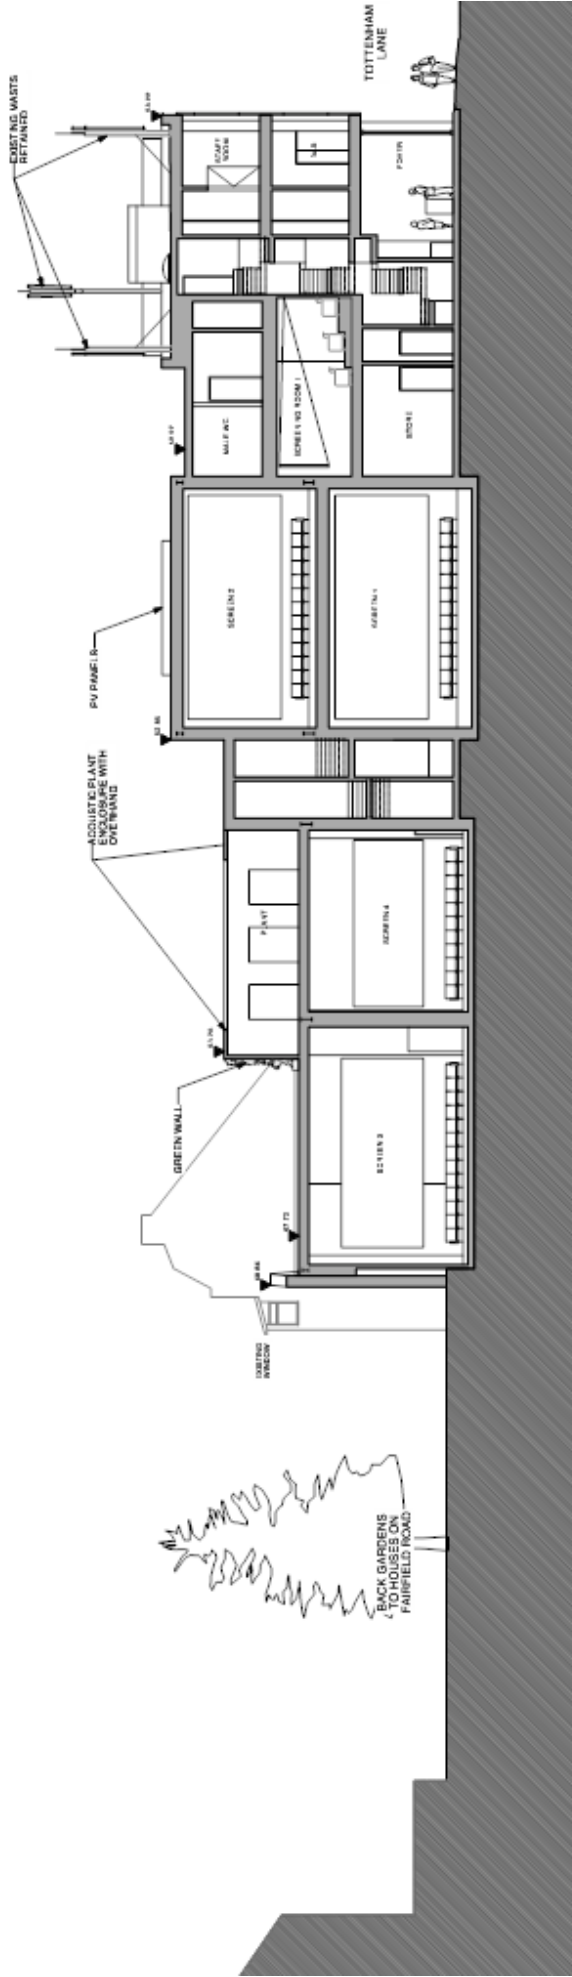 BACK GARDENS
TO HOUSES ON
FAIRFIELD ROAD
EXISTING
WINDOW
GREEN WALL
ACOUSTIC PLANT
ENCLOSURE WITH
OVERHANG
PV PANELS
EXISTING MASTS
RETAINED
TOTTENHAM
LANE
SCREEN 3
SCREEN 4
PLANT
SCREEN 2
SCREEN 1
MALE WC
SCREENING ROOM 1
STORE
STAFF
ROOM
BAR
FOYER